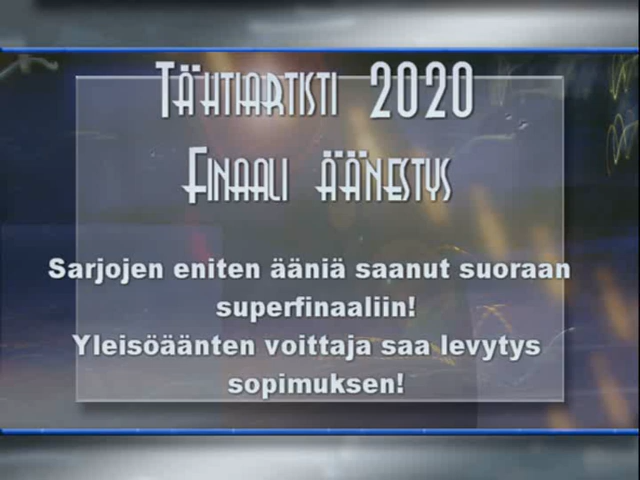 Tähtiartisti 2020
Finaali äänestys
Sarjojen eniten ääniä saanut suoraan
superfinaaliin!
Yleisöäänten voittaja saa levytys
sopimuksen!